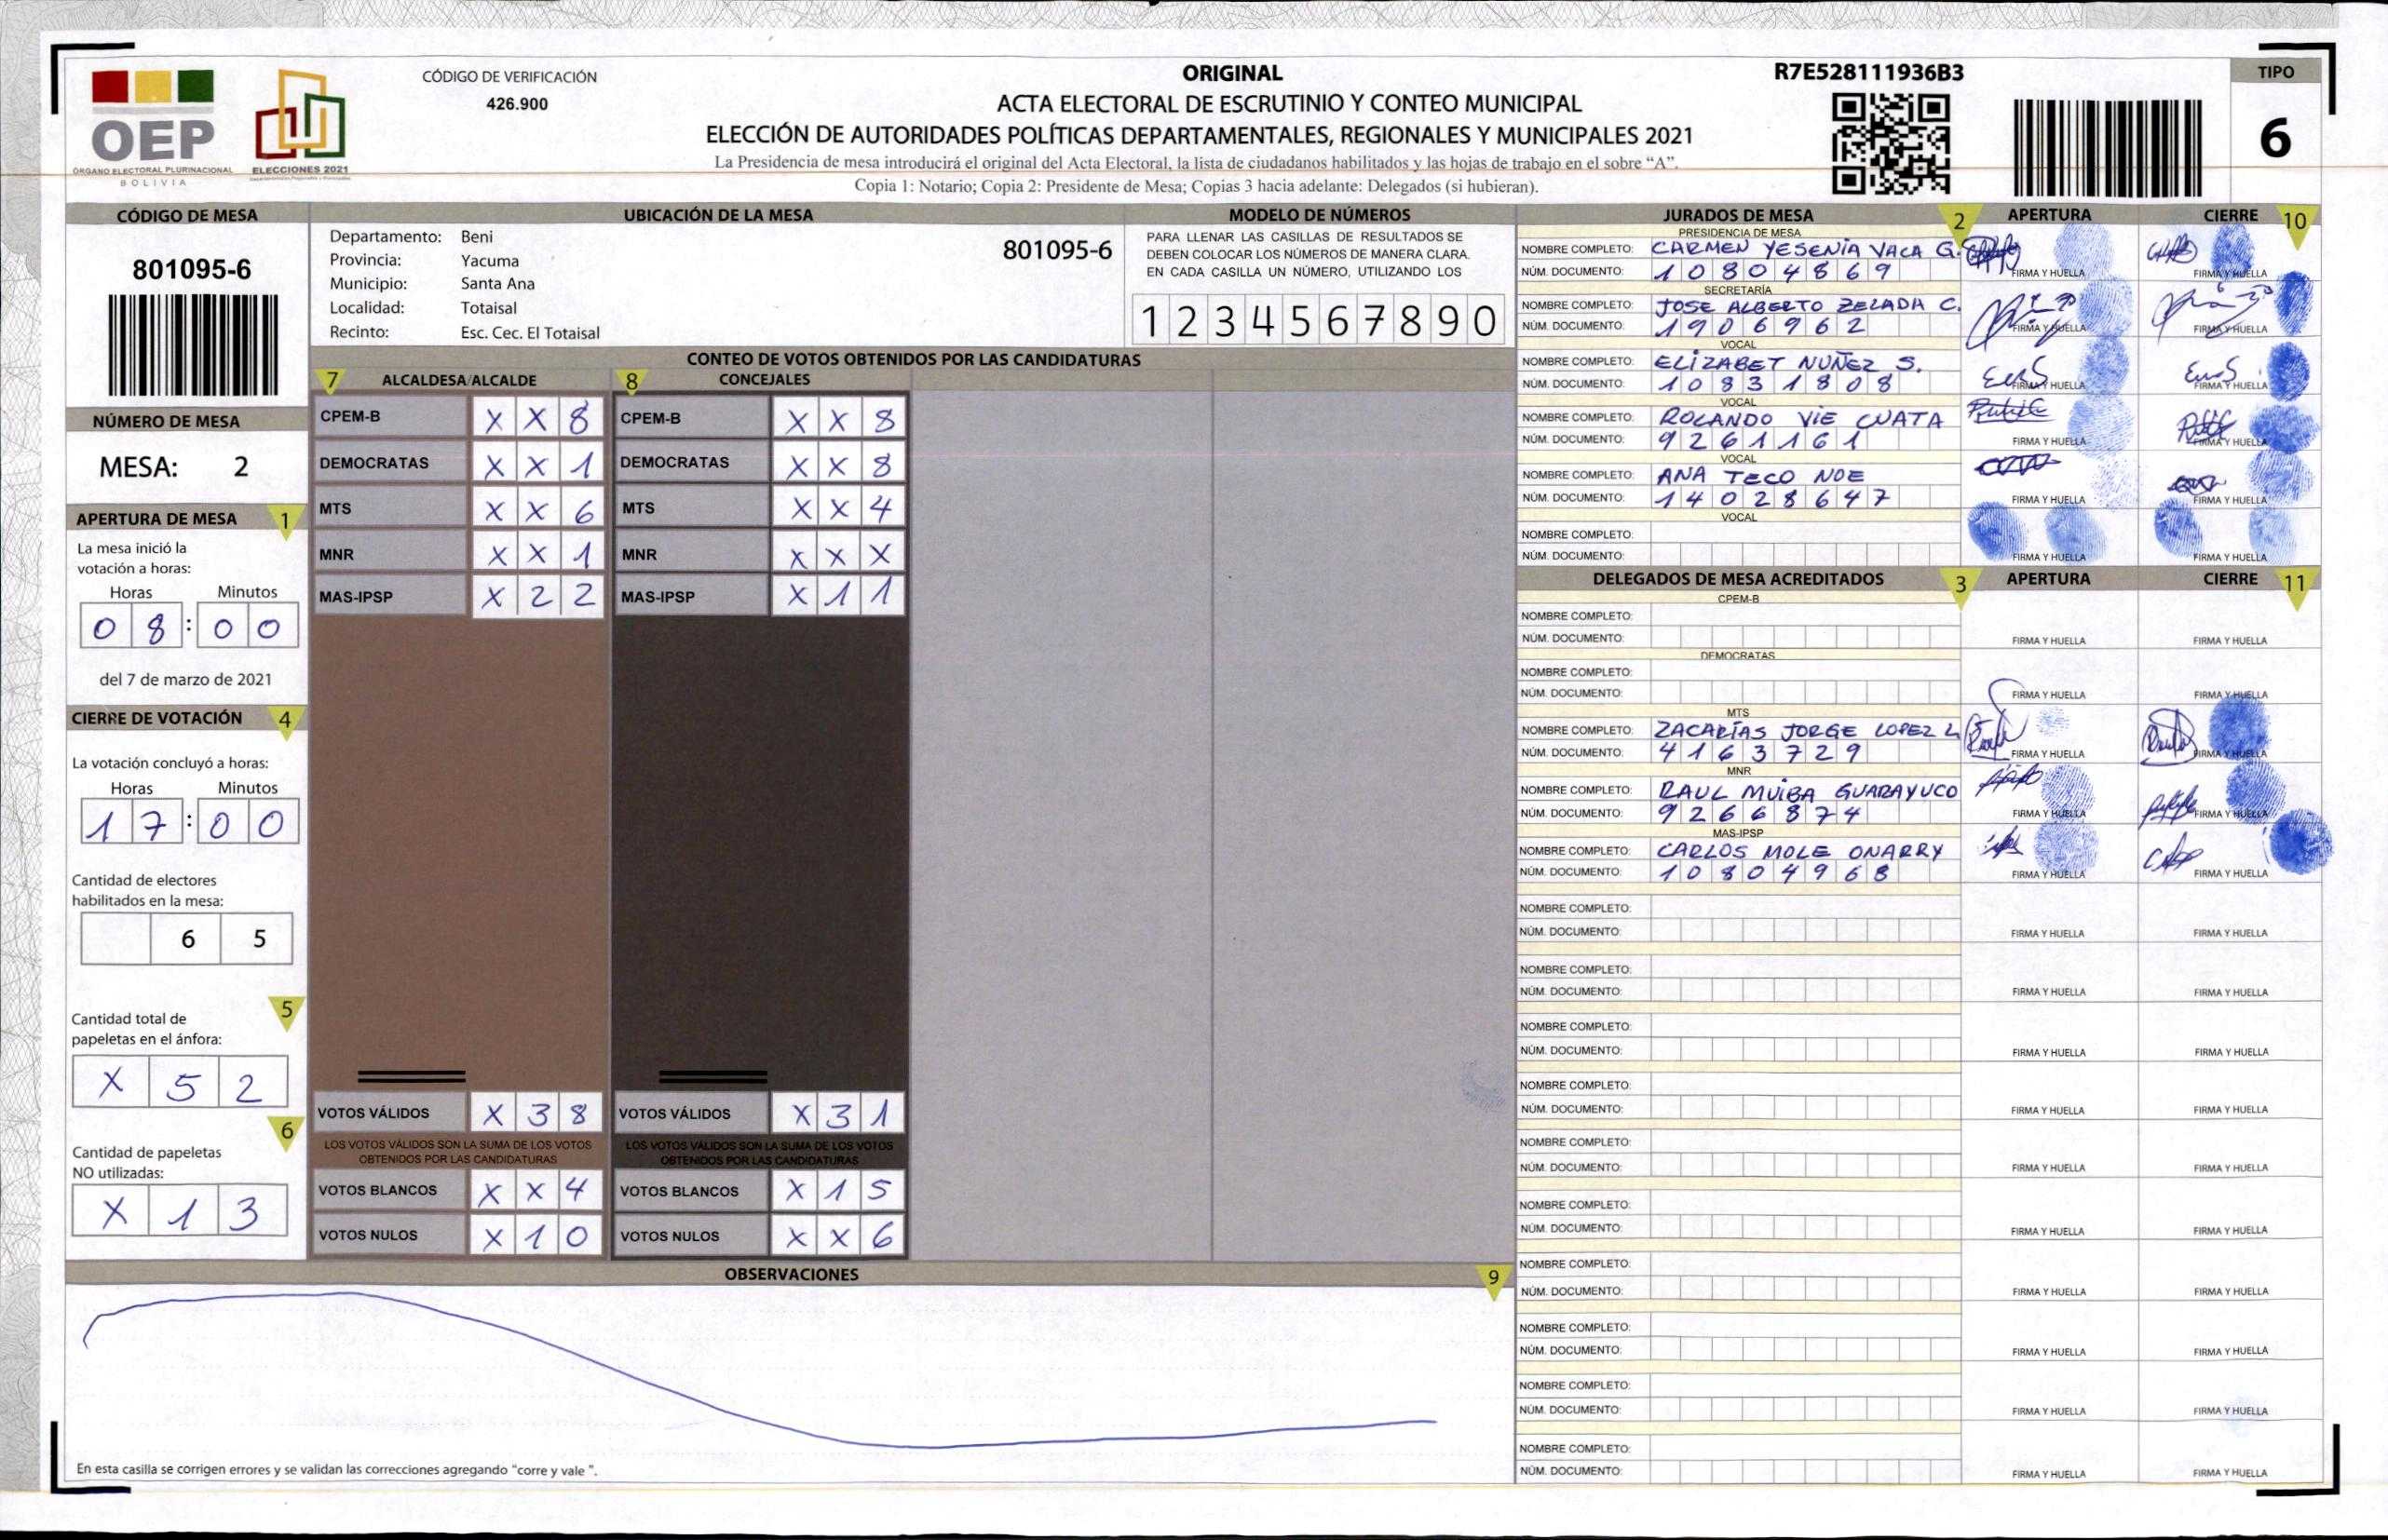 OEP
ÓRGANO ELECTORAL PLURINACIONAL
BOLIVIA
ELECCIONES 2021
CÓDIGO DE VERIFICACIÓN
426.900
ORIGINAL
ACTA ELECTORAL DE ESCRUTINIO Y CONTEO MUNICIPAL
ELECCIÓN DE AUTORIDADES POLÍTICAS DEPARTAMENTALES, REGIONALES Y MUNICIPALES 2021
La Presidencia de mesa introducirá el original del Acta Electoral, la lista de ciudadanos habilitados y las hojas de trabajo en el sobre “A”.
Copia 1: Notario; Copia 2: Presidente de Mesa; Copias 3 hacia adelante: Delegados (si hubieran).
R7E528111936B3
TIPO
6
CÓDIGO DE MESA
801095-6
NÚMERO DE MESA
MESA: 2
APERTURA DE MESA 1
La mesa inició la
votación a horas:
Horas Minutos
0 8 : 0 0
del 7 de marzo de 2021
CIERRE DE VOTACIÓN 4
La votación concluyó a horas:
Horas Minutos
1 7 : 0 0
Cantidad de electores
habilitados en la mesa:
6 5
5
Cantidad total de
papeletas en el ánfora:
X 5 2
6
Cantidad de papeletas
NO utilizadas:
X 1 3
UBICACIÓN DE LA MESA
Departamento: Beni
Provincia: Yacuma
Municipio: Santa Ana
Localidad: Totaisal
Recinto: Esc. Cec. El Totaisal
801095-6
MODELO DE NÚMEROS
PARA LLENAR LAS CASILLAS DE RESULTADOS SE
DEBEN COLOCAR LOS NÚMEROS DE MANERA CLARA.
EN CADA CASILLA UN NÚMERO, UTILIZANDO LOS
1 2 3 4 5 6 7 8 9 0
CONTEO DE VOTOS OBTENIDOS POR LAS CANDIDATURAS
7 ALCALDESA/ALCALDE
CPEM-B X X 8
DEMOCRATAS X X 1
MTS X X 6
MNR X X 1
MAS-IPSP X 2 2
VOTOS VÁLIDOS X 3 8
LOS VOTOS VÁLIDOS SON LA SUMA DE LOS VOTOS
OBTENIDOS POR LAS CANDIDATURAS
VOTOS BLANCOS X X 4
VOTOS NULOS X 1 0
8 CONCEJALES
CPEM-B X X 8
DEMOCRATAS X X 8
MTS X X 4
MNR X X X
MAS-IPSP X 1 1
VOTOS VÁLIDOS X 3 1
LOS VOTOS VÁLIDOS SON LA SUMA DE LOS VOTOS
OBTENIDOS POR LAS CANDIDATURAS
VOTOS BLANCOS X 1 5
VOTOS NULOS X X 6
OBSERVACIONES 9
En esta casilla se corrigen errores y se validan las correcciones agregando "corre y vale ".
JURADOS DE MESA 2 APERTURA CIERRE 10
PRESIDENCIA DE MESA
NOMBRE COMPLETO: CARMEN YESENIA VACA G.
NÚM. DOCUMENTO: 1 0 8 0 4 8 6 9 FIRMA Y HUELLA FIRMA Y HUELLA
SECRETARÍA
NOMBRE COMPLETO: JOSE ALBERTO ZELADA C.
NÚM. DOCUMENTO: 1 9 0 6 9 6 2 FIRMA Y HUELLA FIRMA Y HUELLA
VOCAL
NOMBRE COMPLETO: ELIZABET NUÑEZ S.
NÚM. DOCUMENTO: 1 0 8 3 1 8 0 8 FIRMA Y HUELLA FIRMA Y HUELLA
VOCAL
NOMBRE COMPLETO: ROLANDO VIE CUATA
NÚM. DOCUMENTO: 9 2 6 1 1 6 1 FIRMA Y HUELLA FIRMA Y HUELLA
VOCAL
NOMBRE COMPLETO: ANA TECO NOE
NÚM. DOCUMENTO: 1 4 0 2 8 6 4 7 FIRMA Y HUELLA FIRMA Y HUELLA
VOCAL
NOMBRE COMPLETO:
NÚM. DOCUMENTO: FIRMA Y HUELLA FIRMA Y HUELLA
DELEGADOS DE MESA ACREDITADOS 3 APERTURA CIERRE 11
CPEM-B
NOMBRE COMPLETO:
NÚM. DOCUMENTO: FIRMA Y HUELLA FIRMA Y HUELLA
DEMOCRATAS
NOMBRE COMPLETO:
NÚM. DOCUMENTO: FIRMA Y HUELLA FIRMA Y HUELLA
MTS
NOMBRE COMPLETO: ZACARÍAS JORGE LOPEZ L.
NÚM. DOCUMENTO: 4 1 6 3 7 2 9 FIRMA Y HUELLA FIRMA Y HUELLA
MNR
NOMBRE COMPLETO: RAUL MUIBA GUARAYUCO
NÚM. DOCUMENTO: 9 2 6 6 8 7 4 FIRMA Y HUELLA FIRMA Y HUELLA
MAS-IPSP
NOMBRE COMPLETO: CARLOS MOLE ONARRY
NÚM. DOCUMENTO: 1 0 8 0 4 9 6 8 FIRMA Y HUELLA FIRMA Y HUELLA
NOMBRE COMPLETO:
NÚM. DOCUMENTO: FIRMA Y HUELLA FIRMA Y HUELLA
NOMBRE COMPLETO:
NÚM. DOCUMENTO: FIRMA Y HUELLA FIRMA Y HUELLA
NOMBRE COMPLETO:
NÚM. DOCUMENTO: FIRMA Y HUELLA FIRMA Y HUELLA
NOMBRE COMPLETO:
NÚM. DOCUMENTO: FIRMA Y HUELLA FIRMA Y HUELLA
NOMBRE COMPLETO:
NÚM. DOCUMENTO: FIRMA Y HUELLA FIRMA Y HUELLA
NOMBRE COMPLETO:
NÚM. DOCUMENTO: FIRMA Y HUELLA FIRMA Y HUELLA
NOMBRE COMPLETO:
NÚM. DOCUMENTO: FIRMA Y HUELLA FIRMA Y HUELLA
NOMBRE COMPLETO:
NÚM. DOCUMENTO: FIRMA Y HUELLA FIRMA Y HUELLA
NOMBRE COMPLETO:
NÚM. DOCUMENTO: FIRMA Y HUELLA FIRMA Y HUELLA
NOMBRE COMPLETO:
NÚM. DOCUMENTO: FIRMA Y HUELLA FIRMA Y HUELLA